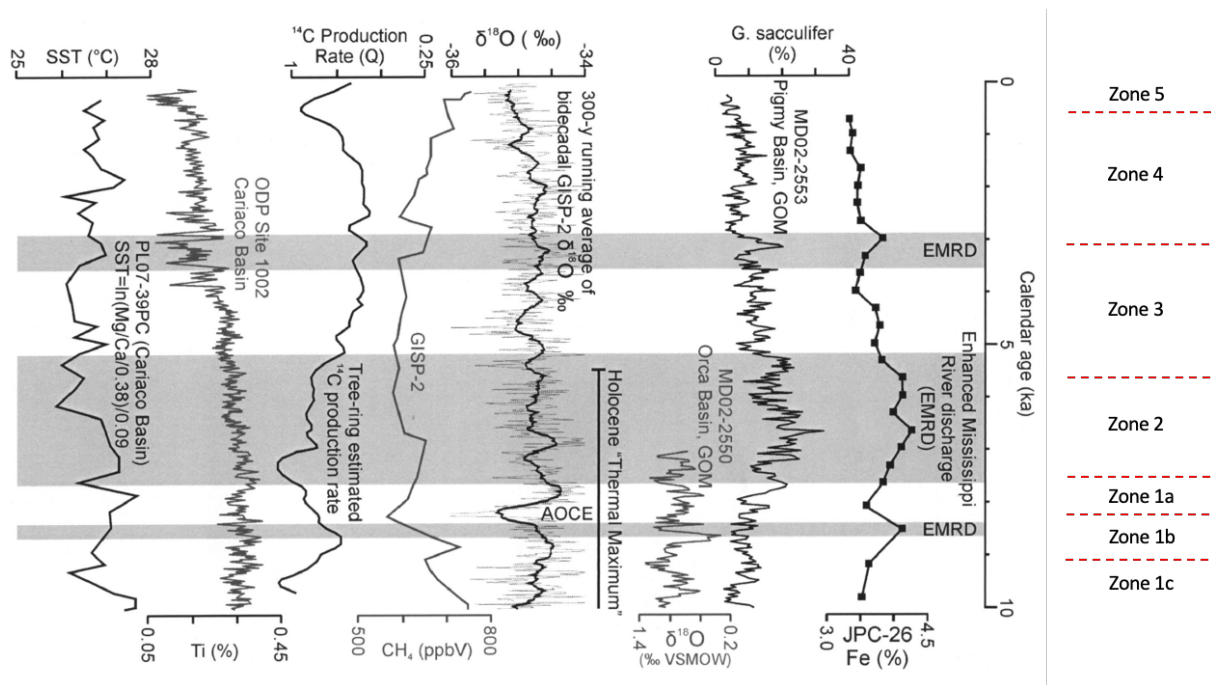 25
SST (°C)
28
¹⁴C Production
Rate (Q)
1
0.25
δ¹⁸O ( ‰)
-36
-34
G. sacculifer
(%)
0
40
0
5
10
Calendar age (ka)
PL07-39PC (Cariaco Basin)
SST=ln(Mg/Ca/0.38)/0.09
ODP Site 1002
Cariaco Basin
Tree-ring estimated
¹⁴C production rate
GISP-2
300-y running average of
bidecadal GISP-2 δ¹⁸O ‰
AOCE
Holocene "Thermal Maximum"
MD02-2553
Pigmy Basin, GOM
MD02-2550
Orca Basin, GOM
EMRD
Enhanced Mississippi
River discharge
(EMRD)
EMRD
0.05
Ti (%)
0.45
500
CH₄ (ppbV)
800
1.4
δ¹⁸O
0.2
(‰ VSMOW)
3.0
JPC-26
4.5
Fe (%)
Zone 5
Zone 4
Zone 3
Zone 2
Zone 1a
Zone 1b
Zone 1c